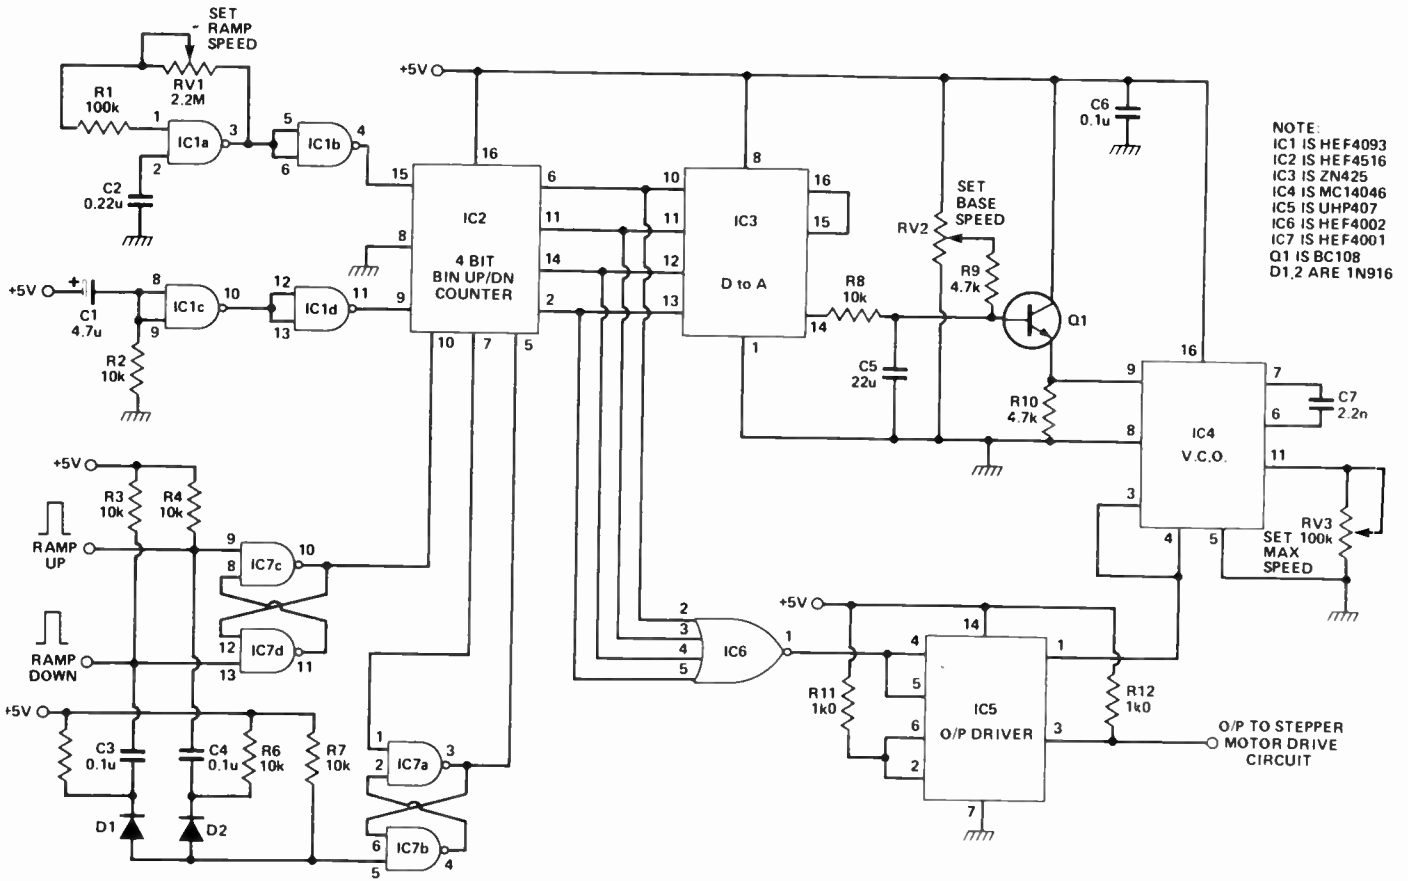 SET
RAMP
SPEED
RV1
2.2M
R1
100k
1
2
IC1a
3
C2
0.22u
5
6
IC1b
4
+5V
C1
4.7u
+
8
9
IC1c
10
R2
10k
12
13
IC1d
11
+5V
16
15
8
9
IC2
4 BIT
BIN UP/DN
COUNTER
6
11
14
2
10
7
5
8
10
11
12
13
IC3
D to A
16
15
14
1
R8
10k
C5
22u
RV2
SET
BASE
SPEED
R9
4.7k
Q1
R10
4.7k
C6
0.1u
NOTE:
IC1 IS HEF4093
IC2 IS HEF4516
IC3 IS ZN425
IC4 IS MC14046
IC5 IS UHP407
IC6 IS HEF4002
IC7 IS HEF4001
Q1 IS BC108
D1,2 ARE 1N916
16
9
8
3
4
5
IC4
V.C.O.
7
6
11
C7
2.2n
RV3
100k
SET
MAX
SPEED
+5V
R3
10k
R4
10k
RAMP
UP
RAMP
DOWN
9
8
IC7c
10
12
13
IC7d
11
+5V
C3
0.1u
C4
0.1u
R6
10k
R7
10k
D1
D2
1
2
IC7a
3
6
5
IC7b
4
2
3
4
5
IC6
1
+5V
R11
1k0
14
4
5
6
2
IC5
O/P DRIVER
1
3
7
R12
1k0
O/P TO STEPPER
MOTOR DRIVE
CIRCUIT